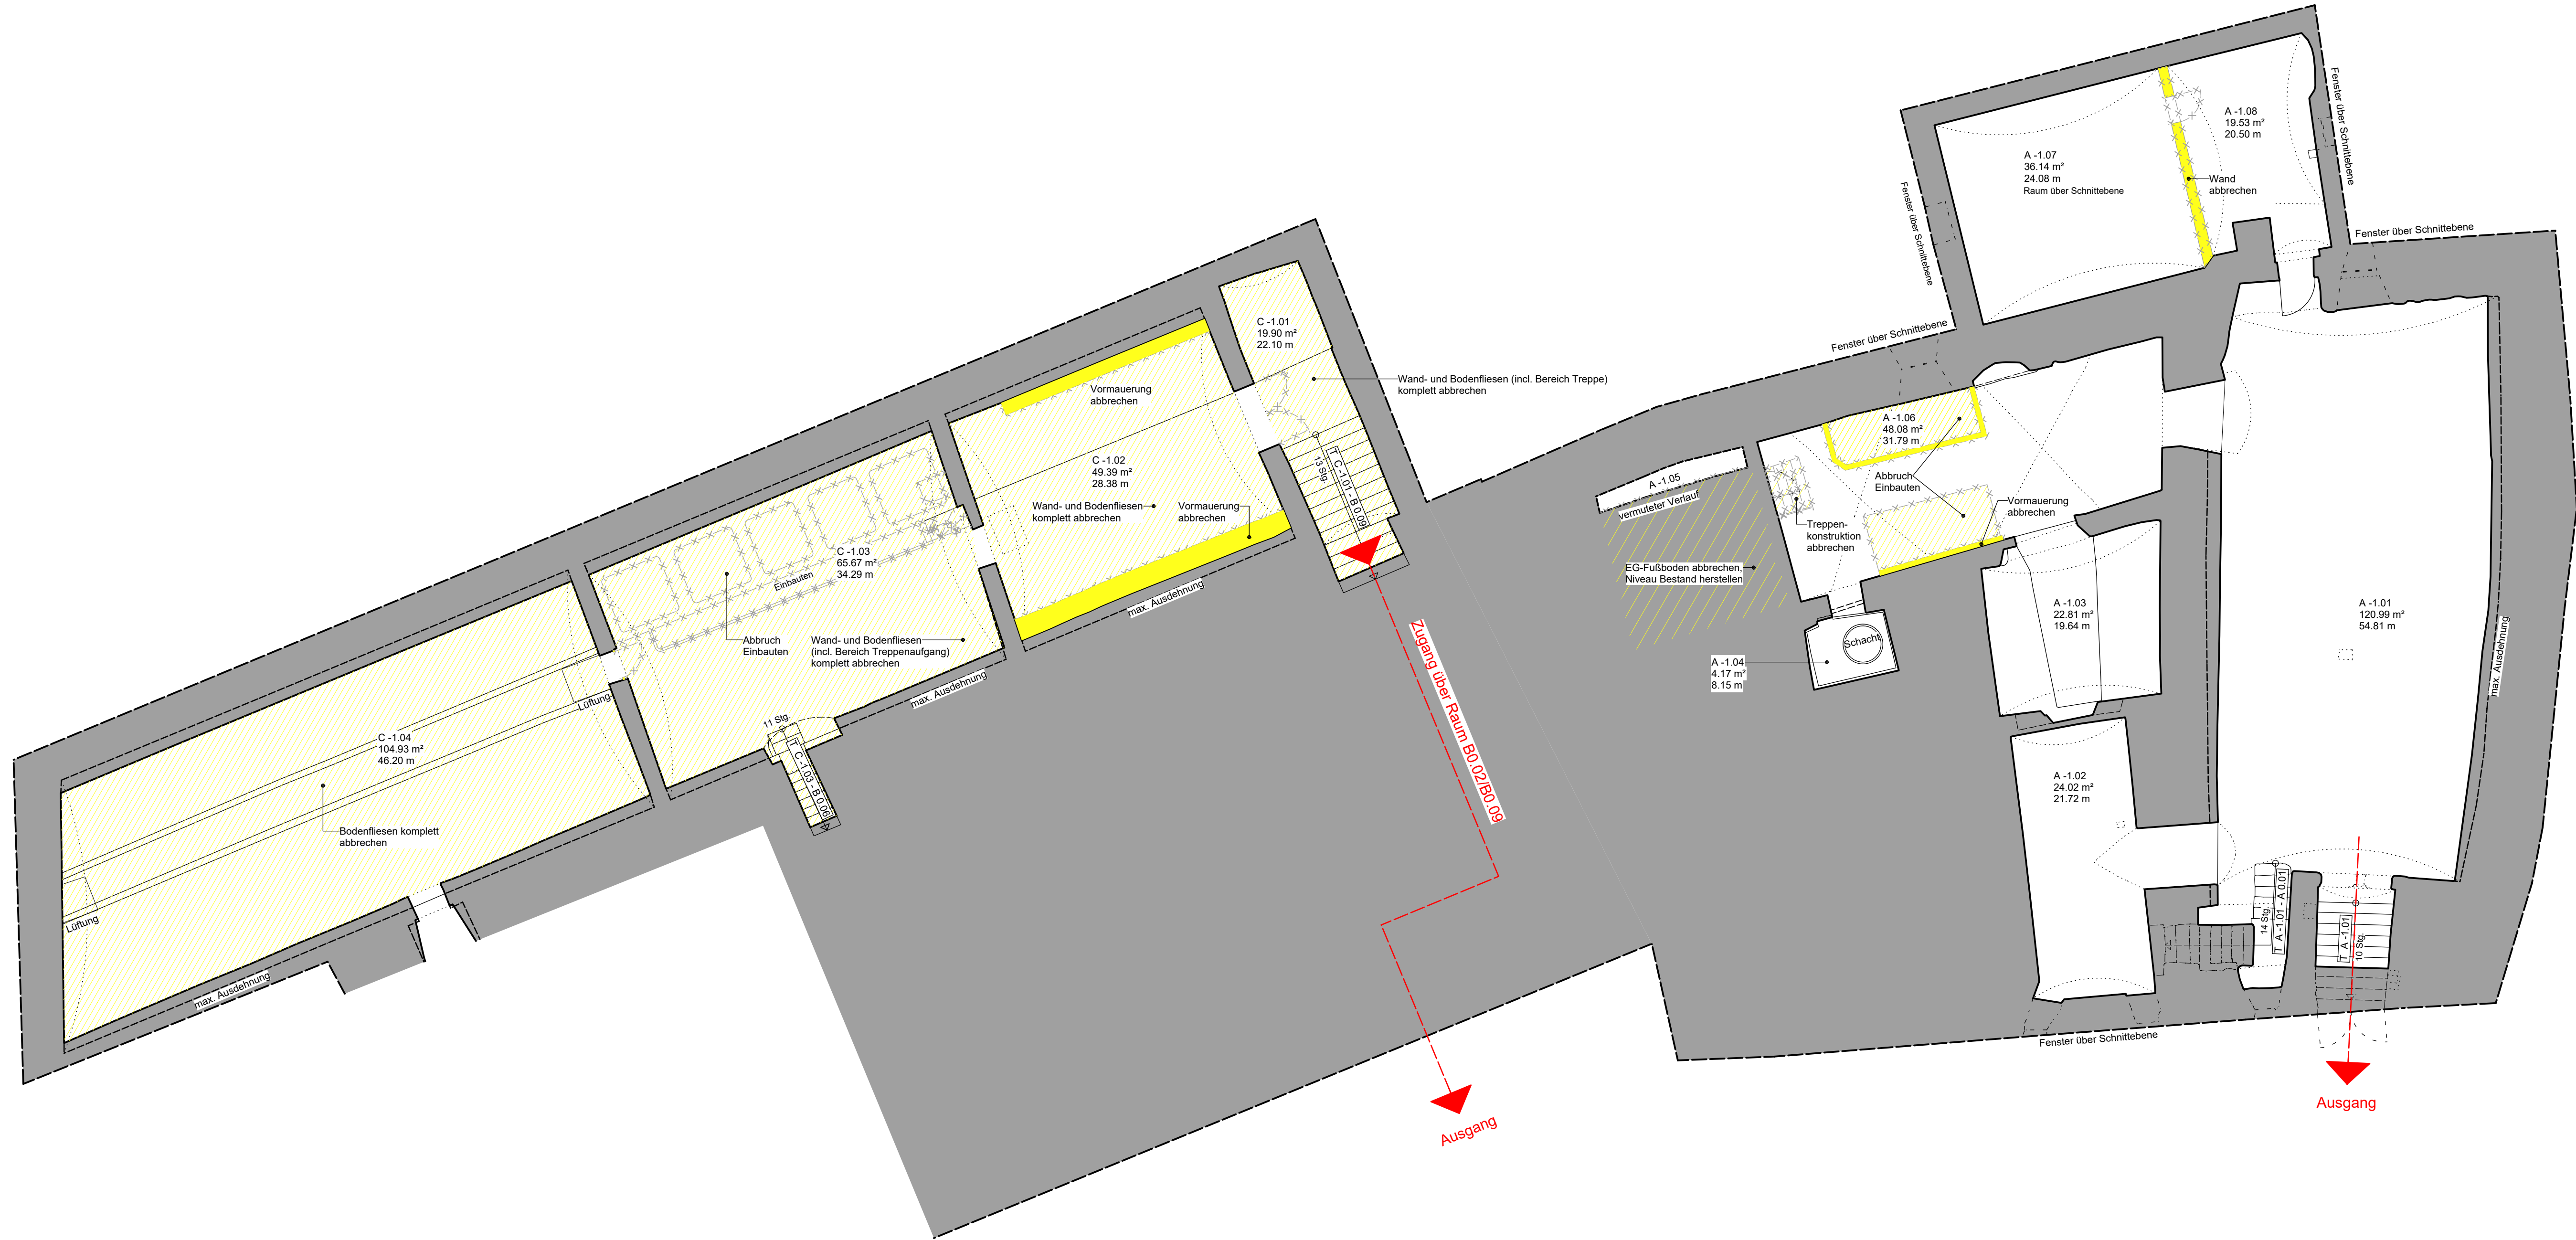 Fenster über Schnittebene
A -1.08
19.53 m²
20.50 m
A -1.07
36.14 m²
24.08 m
Raum über Schnittebene
Wand
abbrechen
Fenster über Schnittebene
Fenster über Schnittebene
Fenster über Schnittebene
C -1.01
19.90 m²
22.10 m
Wand- und Bodenfliesen (incl. Bereich Treppe)
komplett abbrechen
Vormauerung
abbrechen
C -1.02
49.39 m²
28.38 m
Wand- und Bodenfliesen
komplett abbrechen
Vormauerung
abbrechen
13 Stg.
T C-1.01 - B 0.09
max. Ausdehnung
A -1.06
48.08 m²
31.79 m
Abbruch
Einbauten
Vormauerung
abbrechen
A -1.05
vermuteter Verlauf
Treppen-
konstruktion
abbrechen
EG-Fußboden abbrechen,
Niveau Bestand herstellen
C -1.03
65.67 m²
34.29 m
Einbauten
Abbruch
Einbauten
Wand- und Bodenfliesen
(incl. Bereich Treppenaufgang)
komplett abbrechen
max. Ausdehnung
11 Stg.
T C -1.03 - B 0.06
Schacht
A -1.04
4.17 m²
8.15 m
A -1.03
22.81 m²
19.64 m
A -1.01
120.99 m²
54.81 m
max. Ausdehnung
Zugang über Raum B0.02/B0.09
Lüftung
C -1.04
104.93 m²
46.20 m
Bodenfliesen komplett
abbrechen
Lüftung
max. Ausdehnung
A -1.02
24.02 m²
21.72 m
14 Stg.
T A -1.01 - A 0.01
T A -1.01
10 Stg.
Fenster über Schnittebene
Ausgang
Ausgang